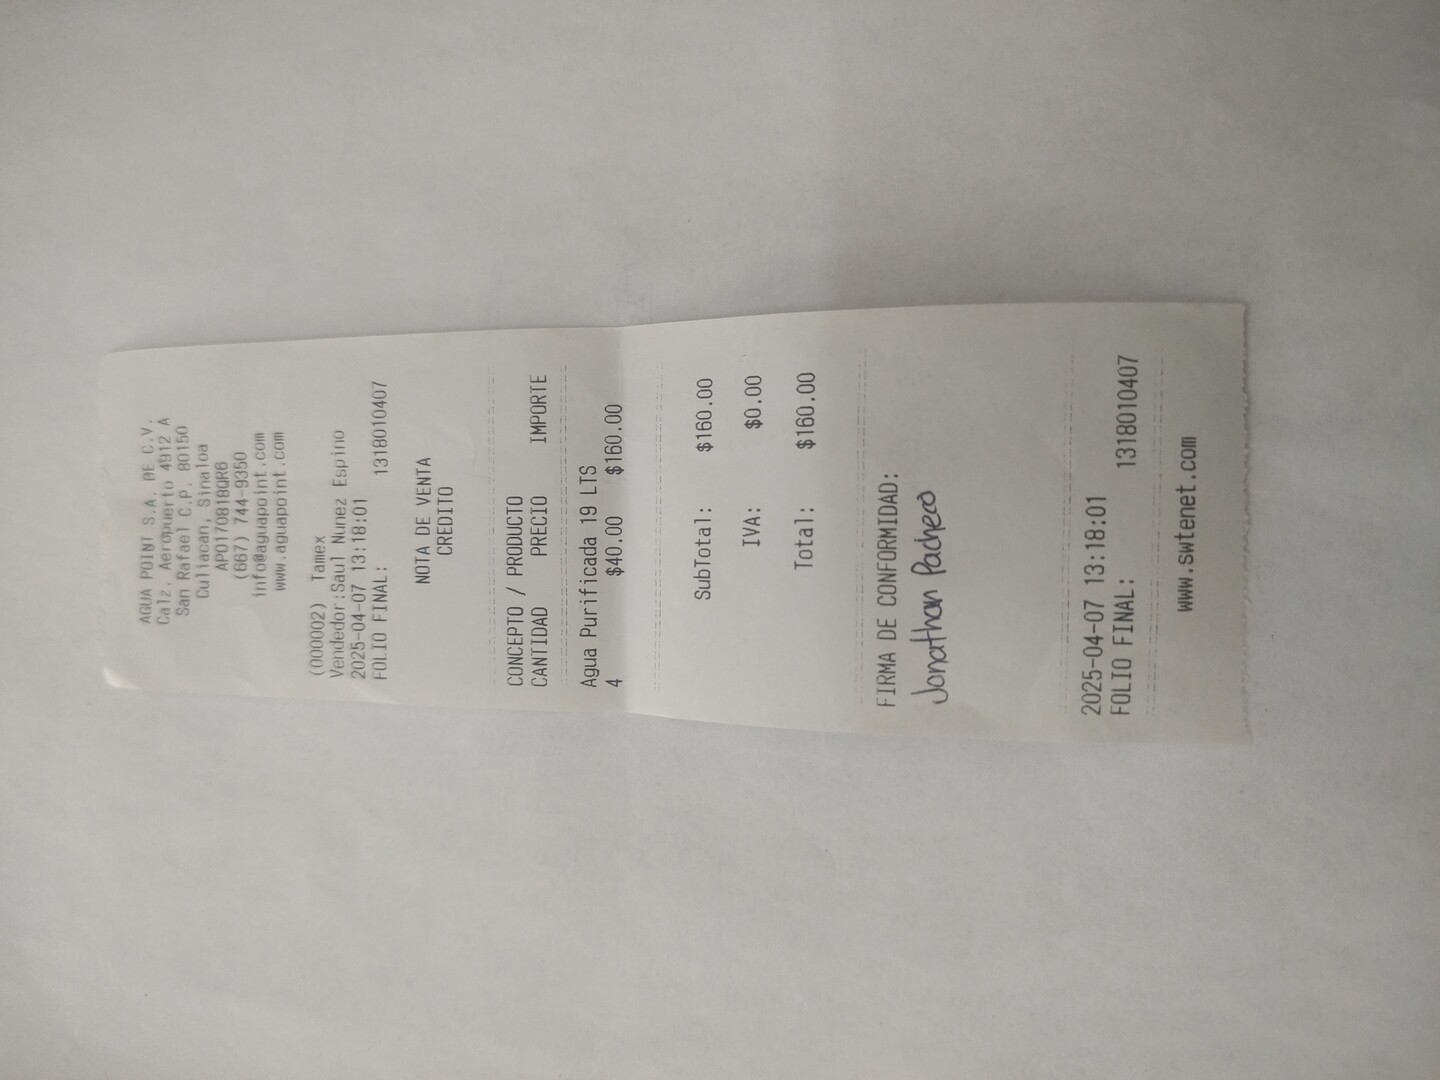 AGUA POINT S.A. DE C.V.
Calz. Aeropuerto 4912 A
San Rafael C.P. 80150
Culiacan, Sinaloa
APO170818QR6
(667) 744-9350
info@aguapoint.com
www.aguapoint.com
(000002) Tamex
Vendedor:Saul Nunez Espino
2025-04-07 13:18:01
FOLIO FINAL: 1318010407
NOTA DE VENTA
CREDITO
CONCEPTO / PRODUCTO
CANTIDAD PRECIO IMPORTE
Agua Purificada 19 LTS
4 $40.00 $160.00
SubTotal: $160.00
IVA: $0.00
Total: $160.00
FIRMA DE CONFORMIDAD:
Jonathan Pacheco
2025-04-07 13:18:01
FOLIO FINAL: 1318010407
www.swtenet.com